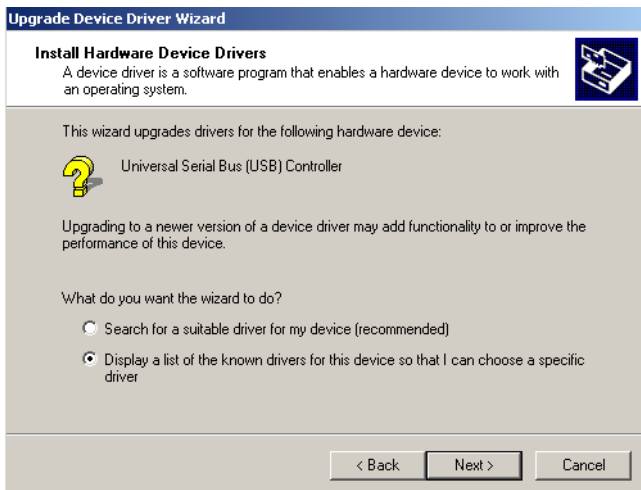 Upgrade Device Driver Wizard
Install Hardware Device Drivers
A device driver is a software program that enables a hardware device to work with
an operating system.
This wizard upgrades drivers for the following hardware device:
Universal Serial Bus (USB) Controller
Upgrading to a newer version of a device driver may add functionality to or improve the
performance of this device.
What do you want the wizard to do?
Search for a suitable driver for my device (recommended)
Display a list of the known drivers for this device so that I can choose a specific
driver
< Back Next > Cancel